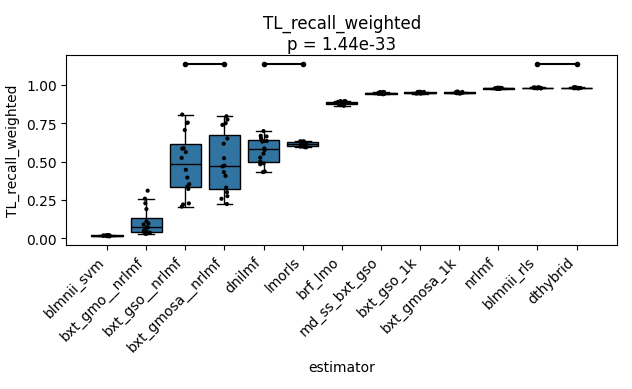 TL_recall_weighted
p = 1.44e-33
TL_recall_weighted
1.00
0.75
0.50
0.25
0.00
blmnii_svm
bxt_gmo__nrlmf
bxt_gso__nrlmf
bxt_gmosa__nrlmf
dnilmf
lmorls
brf_lmo
md_ss_bxt_gso
bxt_gso_1k
bxt_gmosa_1k
nrlmf
blmnii_rls
dthybrid
estimator